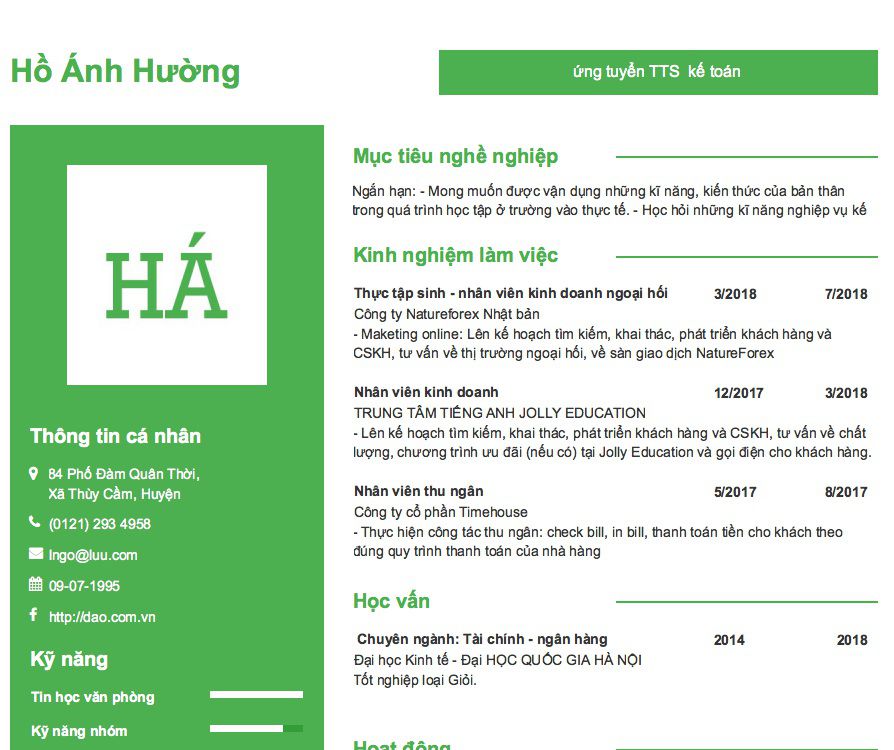 Hồ Ánh Hường
ứng tuyển TTS kế toán
HÁ
Thông tin cá nhân
84 Phố Đàm Quân Thời,
Xã Thùy Cầm, Huyện
(0121) 293 4958
lngo@luu.com
09-07-1995
http://dao.com.vn
Kỹ năng
Tin học văn phòng
Kỹ năng nhóm
Mục tiêu nghề nghiệp
Ngắn hạn: - Mong muốn được vận dụng những kĩ năng, kiến thức của bản thân
trong quá trình học tập ở trường vào thực tế. - Học hỏi những kĩ năng nghiệp vụ kế
Kinh nghiệm làm việc
Thực tập sinh - nhân viên kinh doanh ngoại hối 3/2018 7/2018
Công ty Natureforex Nhật bản
- Maketing online: Lên kế hoạch tìm kiếm, khai thác, phát triển khách hàng và
CSKH, tư vấn về thị trường ngoại hối, về sàn giao dịch NatureForex
Nhân viên kinh doanh 12/2017 3/2018
TRUNG TÂM TIẾNG ANH JOLLY EDUCATION
- Lên kế hoạch tìm kiếm, khai thác, phát triển khách hàng và CSKH, tư vấn về chất
lượng, chương trình ưu đãi (nếu có) tại Jolly Education và gọi điện cho khách hàng.
Nhân viên thu ngân 5/2017 8/2017
Công ty cổ phần Timehouse
- Thực hiện công tác thu ngân: check bill, in bill, thanh toán tiền cho khách theo
đúng quy trình thanh toán của nhà hàng
Học vấn
Chuyên ngành: Tài chính - ngân hàng 2014 2018
Đại học Kinh tế - Đại HỌC QUỐC GIA HÀ NỘI
Tốt nghiệp loại Giỏi.
Hoạt động